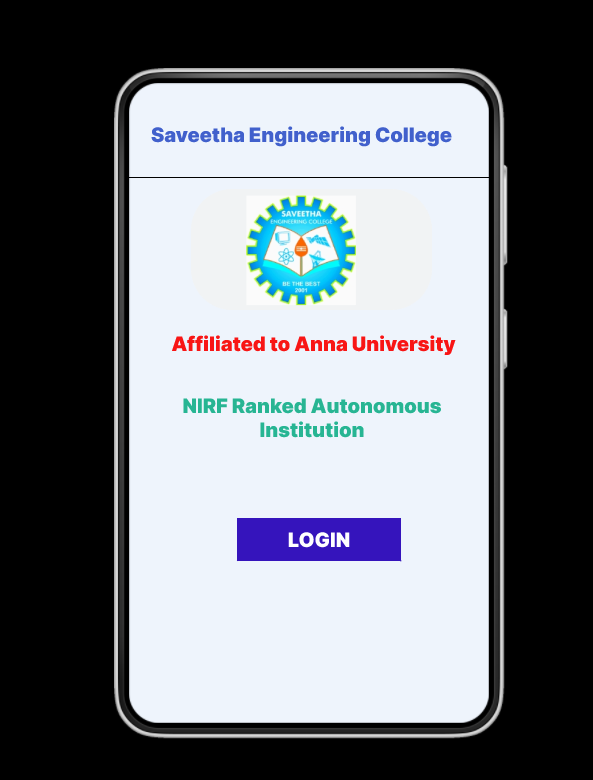 Saveetha Engineering College
SAVEETHA
ENGINEERING COLLEGE
BE THE BEST
2001
Affiliated to Anna University
NIRF Ranked Autonomous
Institution
LOGIN